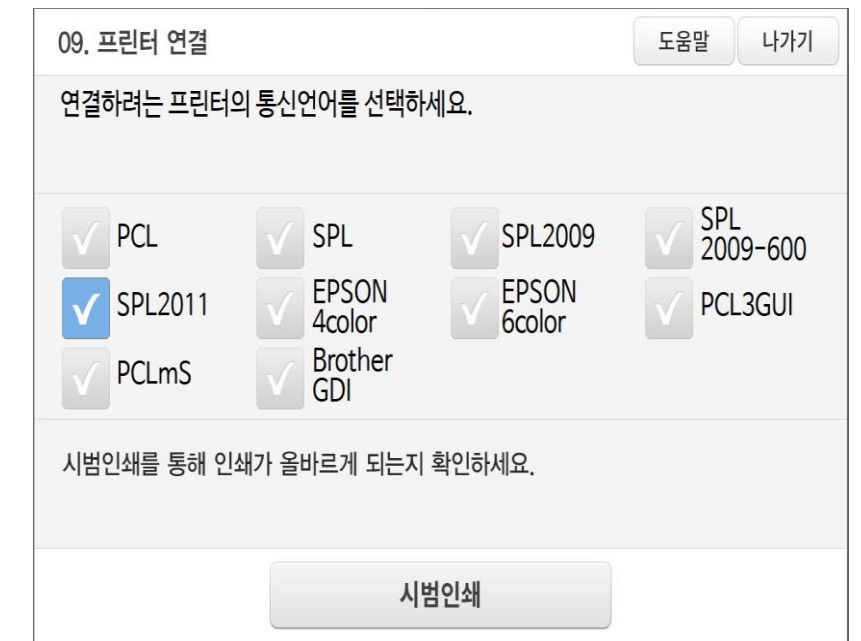 09. 프린터 연결
도움말
나가기
연결하려는 프린터의 통신언어를 선택하세요.
PCL
SPL
SPL2009
SPL
2009-600
SPL2011
EPSON
4color
EPSON
6color
PCL3GUI
PCLmS
Brother
GDI
시범인쇄를 통해 인쇄가 올바르게 되는지 확인하세요.
시범인쇄